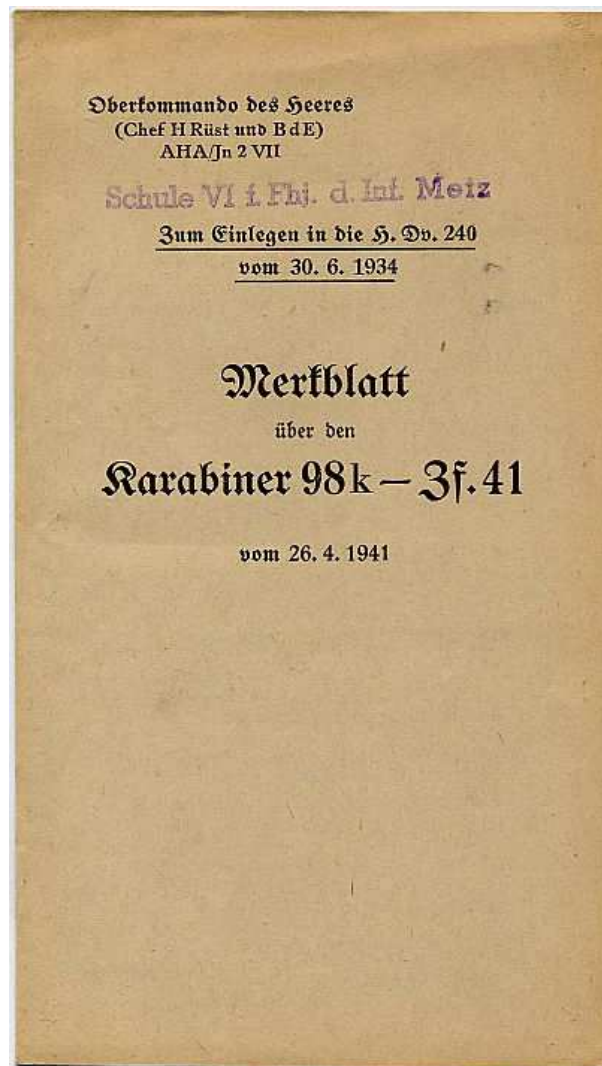 Oberkommando des Heeres
(Chef H Rüst und B d E)
AHA/Jn 2 VII
Schule VI f. Fhj. d. Inf. Metz
Zum Einlegen in die H. Dv. 240
vom 30. 6. 1934
Merkblatt
über den
Karabiner 98k – Zf. 41
vom 26. 4. 1941